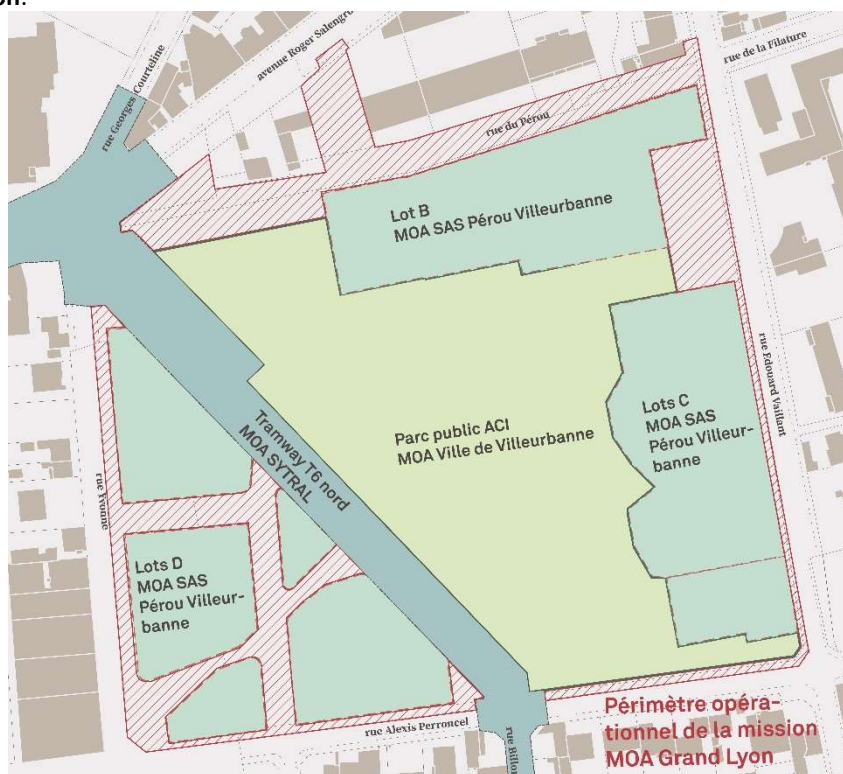 on.
rue Georges Courteline
avenue Roger Salengro
rue de la Filature
rue du Pérou
Lot B
MOA SAS Pérou Villeurbanne
rue Edouard Vaillant
Lots C
MOA SAS
Pérou Villeur-
banne
Parc public ACI
MOA Ville de Villeurbanne
Tramway T6 nord
MOA SYTRAL
rue Yvonne
Lots D
MOA SAS
Pérou Villeur-
banne
rue Alexis Perroncel
rue Billon
Périmètre opéra-
tionnel de la mission
MOA Grand Lyon